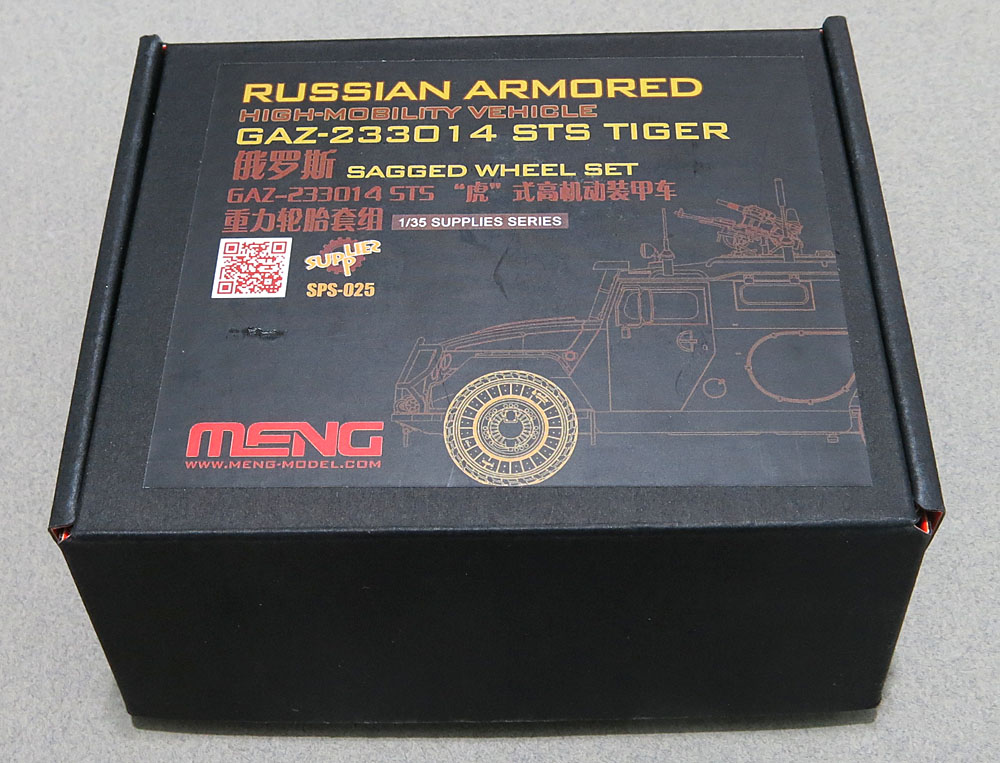 RUSSIAN ARMORED
HIGH-MOBILITY VEHICLE
GAZ-233014 STS TIGER
俄罗斯 SAGGED WHEEL SET
GAZ-233014 STS “虎”式高机动装甲车
重力轮胎套组 1/35 SUPPLIES SERIES
SUPPLIES
SPS-025
MENG
WWW.MENG-MODEL.COM